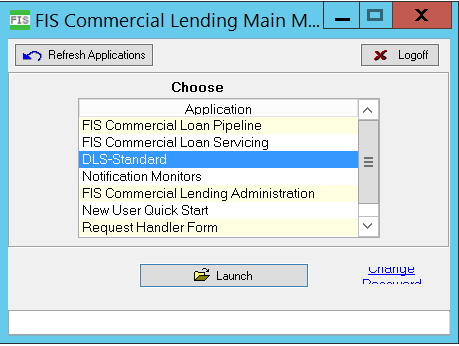 FIS FIS Commercial Lending Main M...
Refresh Applications
Logoff
Choose
Application
FIS Commercial Loan Pipeline
FIS Commercial Loan Servicing
DLS-Standard
Notification Monitors
FIS Commercial Lending Administration
New User Quick Start
Request Handler Form
Launch
Change
Password